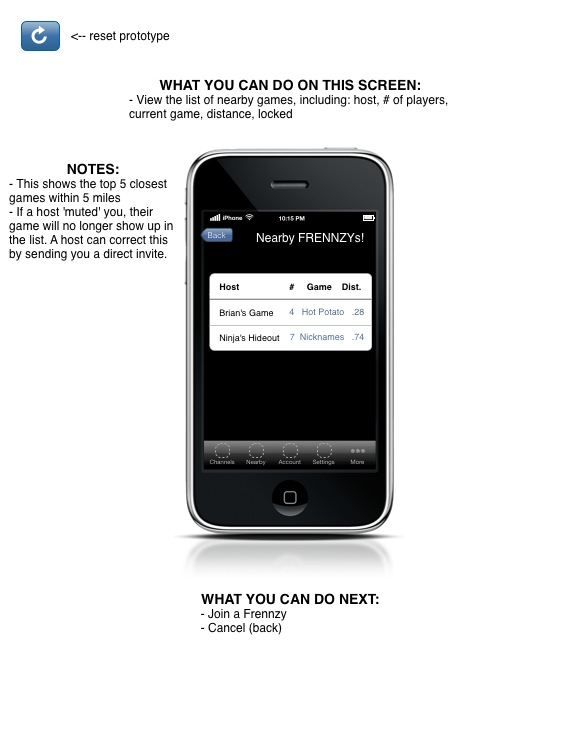 <-- reset prototype
WHAT YOU CAN DO ON THIS SCREEN:
- View the list of nearby games, including: host, # of players,
current game, distance, locked
NOTES:
- This shows the top 5 closest
games within 5 miles
- If a host 'muted' you, their
game will no longer show up in
the list. A host can correct this
by sending you a direct invite.
iPhone 10:15 PM
Back Nearby FRENNZYs!
Host # Game Dist.
Brian's Game 4 Hot Potato .28
Ninja's Hideout 7 Nicknames .74
Channels Nearby Account Settings More
WHAT YOU CAN DO NEXT:
- Join a Frennzy
- Cancel (back)